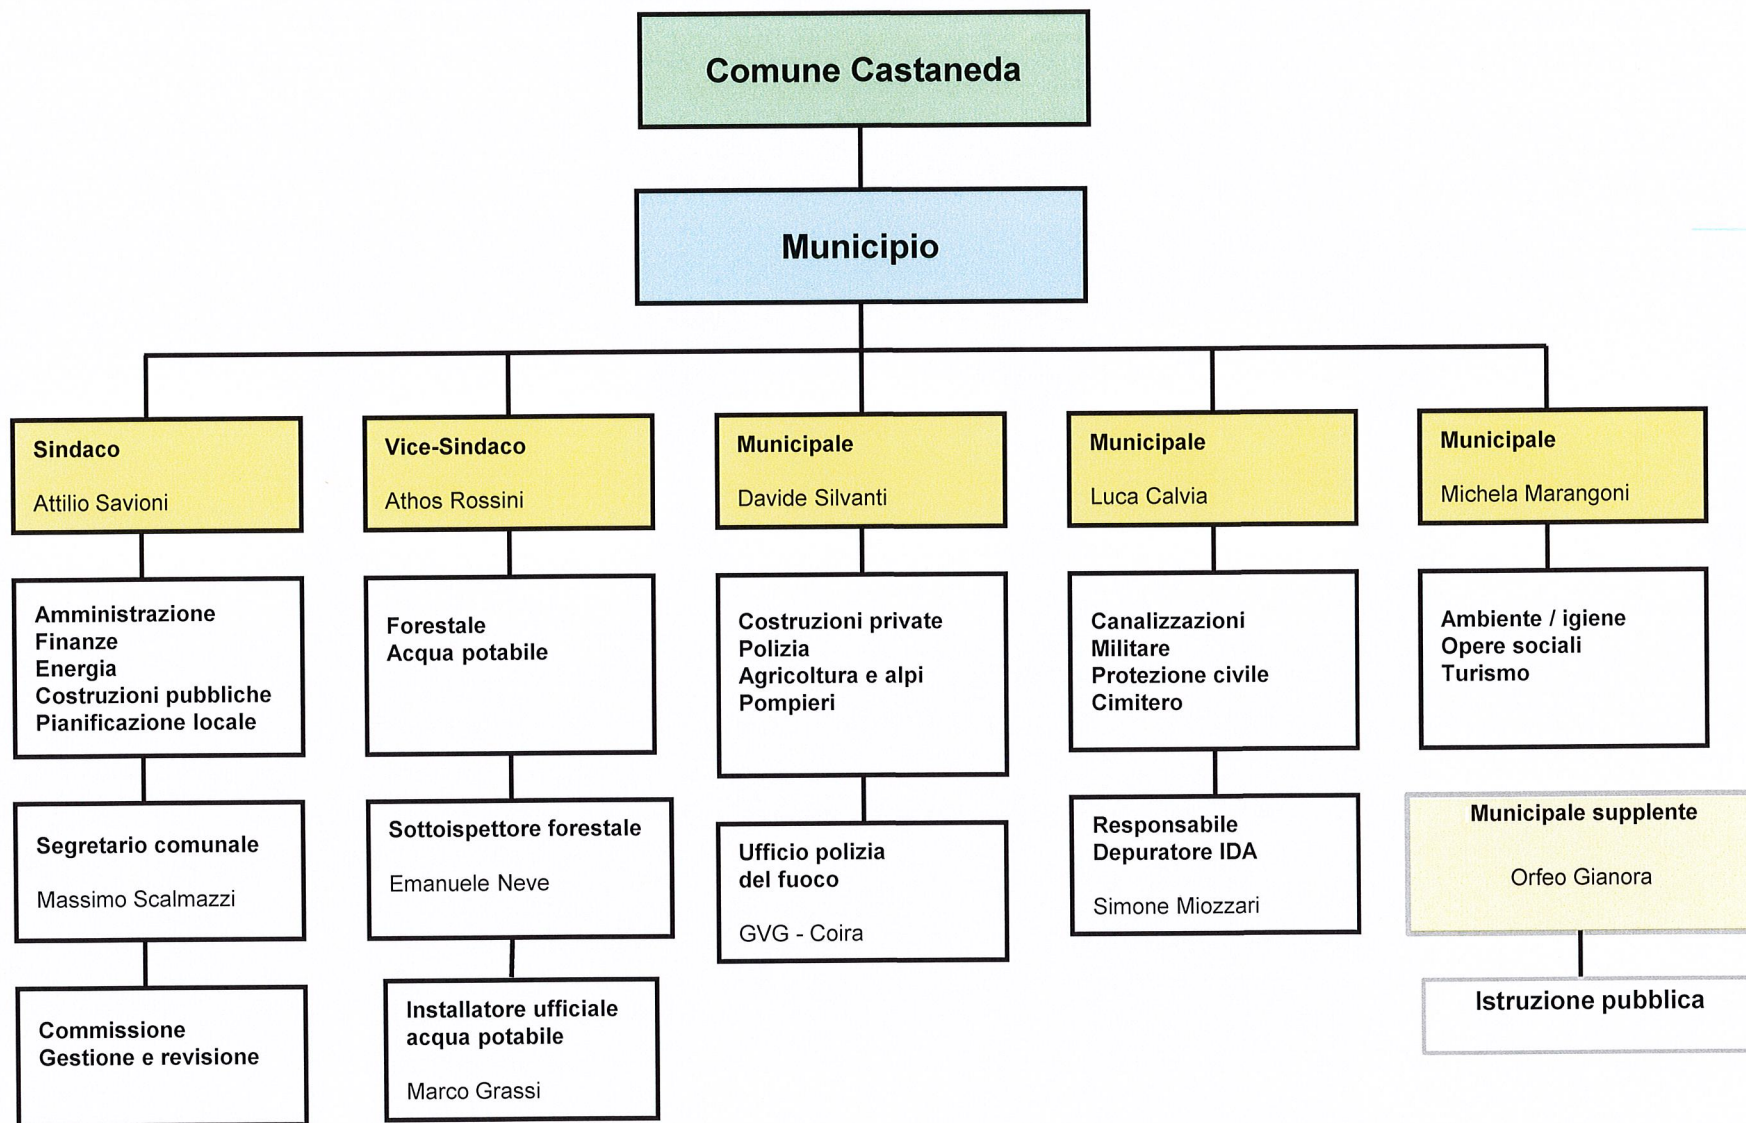 Comune Castaneda
Municipio
Sindaco
Attilio Savioni
Amministrazione
Finanze
Energia
Costruzioni pubbliche
Pianificazione locale
Segretario comunale
Massimo Scalmazzi
Commissione
Gestione e revisione
Vice-Sindaco
Athos Rossini
Forestale
Acqua potabile
Sottoispettore forestale
Emanuele Neve
Installatore ufficiale
acqua potabile
Marco Grassi
Municipale
Davide Silvanti
Costruzioni private
Polizia
Agricoltura e alpi
Pompieri
Ufficio polizia
del fuoco
GVG - Coira
Municipale
Luca Calvia
Canalizzazioni
Militare
Protezione civile
Cimitero
Responsabile
Depuratore IDA
Simone Miozzari
Municipale
Michela Marangoni
Ambiente / igiene
Opere sociali
Turismo
Municipale supplente
Orfeo Gianora
Istruzione pubblica